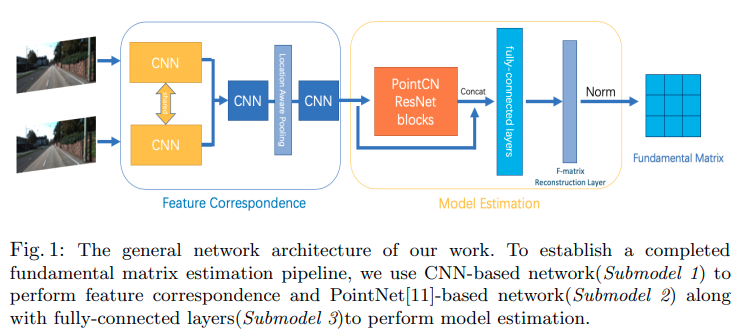 CNN
Shared
CNN
CNN
Location Aware Pooling
CNN
Feature Correspondence
PointCN
ResNet
blocks
Concat
fully-connected layers
F-matrix
Reconstruction Layer
Norm
Fundamental Matrix
Model Estimation
Fig. 1: The general network architecture of our work. To establish a completed
fundamental matrix estimation pipeline, we use CNN-based network(Submodel 1) to
perform feature correspondence and PointNet[11]-based network(Submodel 2) along
with fully-connected layers(Submodel 3)to perform model estimation.